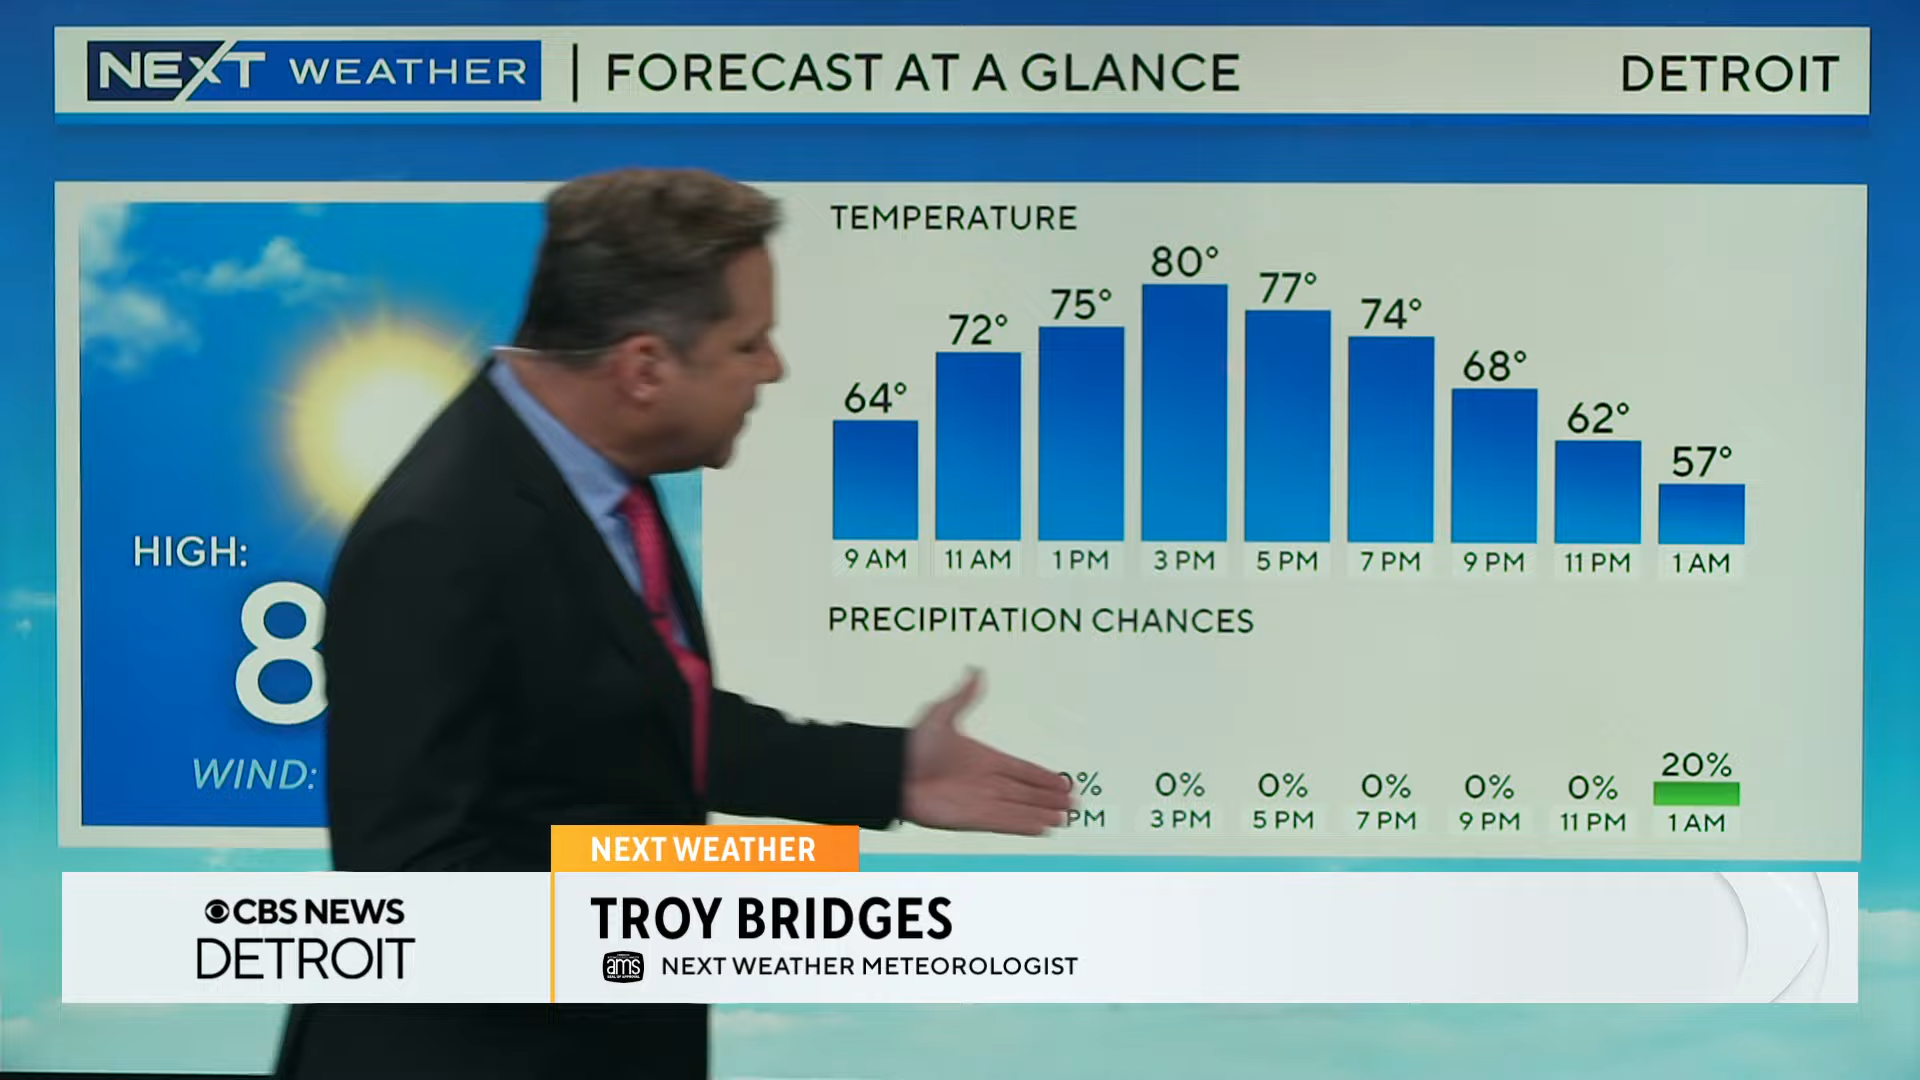 NEXT WEATHER | FORECAST AT A GLANCE DETROIT
HIGH:
8
WIND:
TEMPERATURE
64° 72° 75° 80° 77° 74° 68° 62° 57°
9 AM 11 AM 1 PM 3 PM 5 PM 7 PM 9 PM 11 PM 1 AM
PRECIPITATION CHANCES
0% 0% 0% 0% 0% 0% 20%
PM 3 PM 5 PM 7 PM 9 PM 11 PM 1 AM
NEXT WEATHER
CBS NEWS
DETROIT
TROY BRIDGES
ams NEXT WEATHER METEOROLOGIST